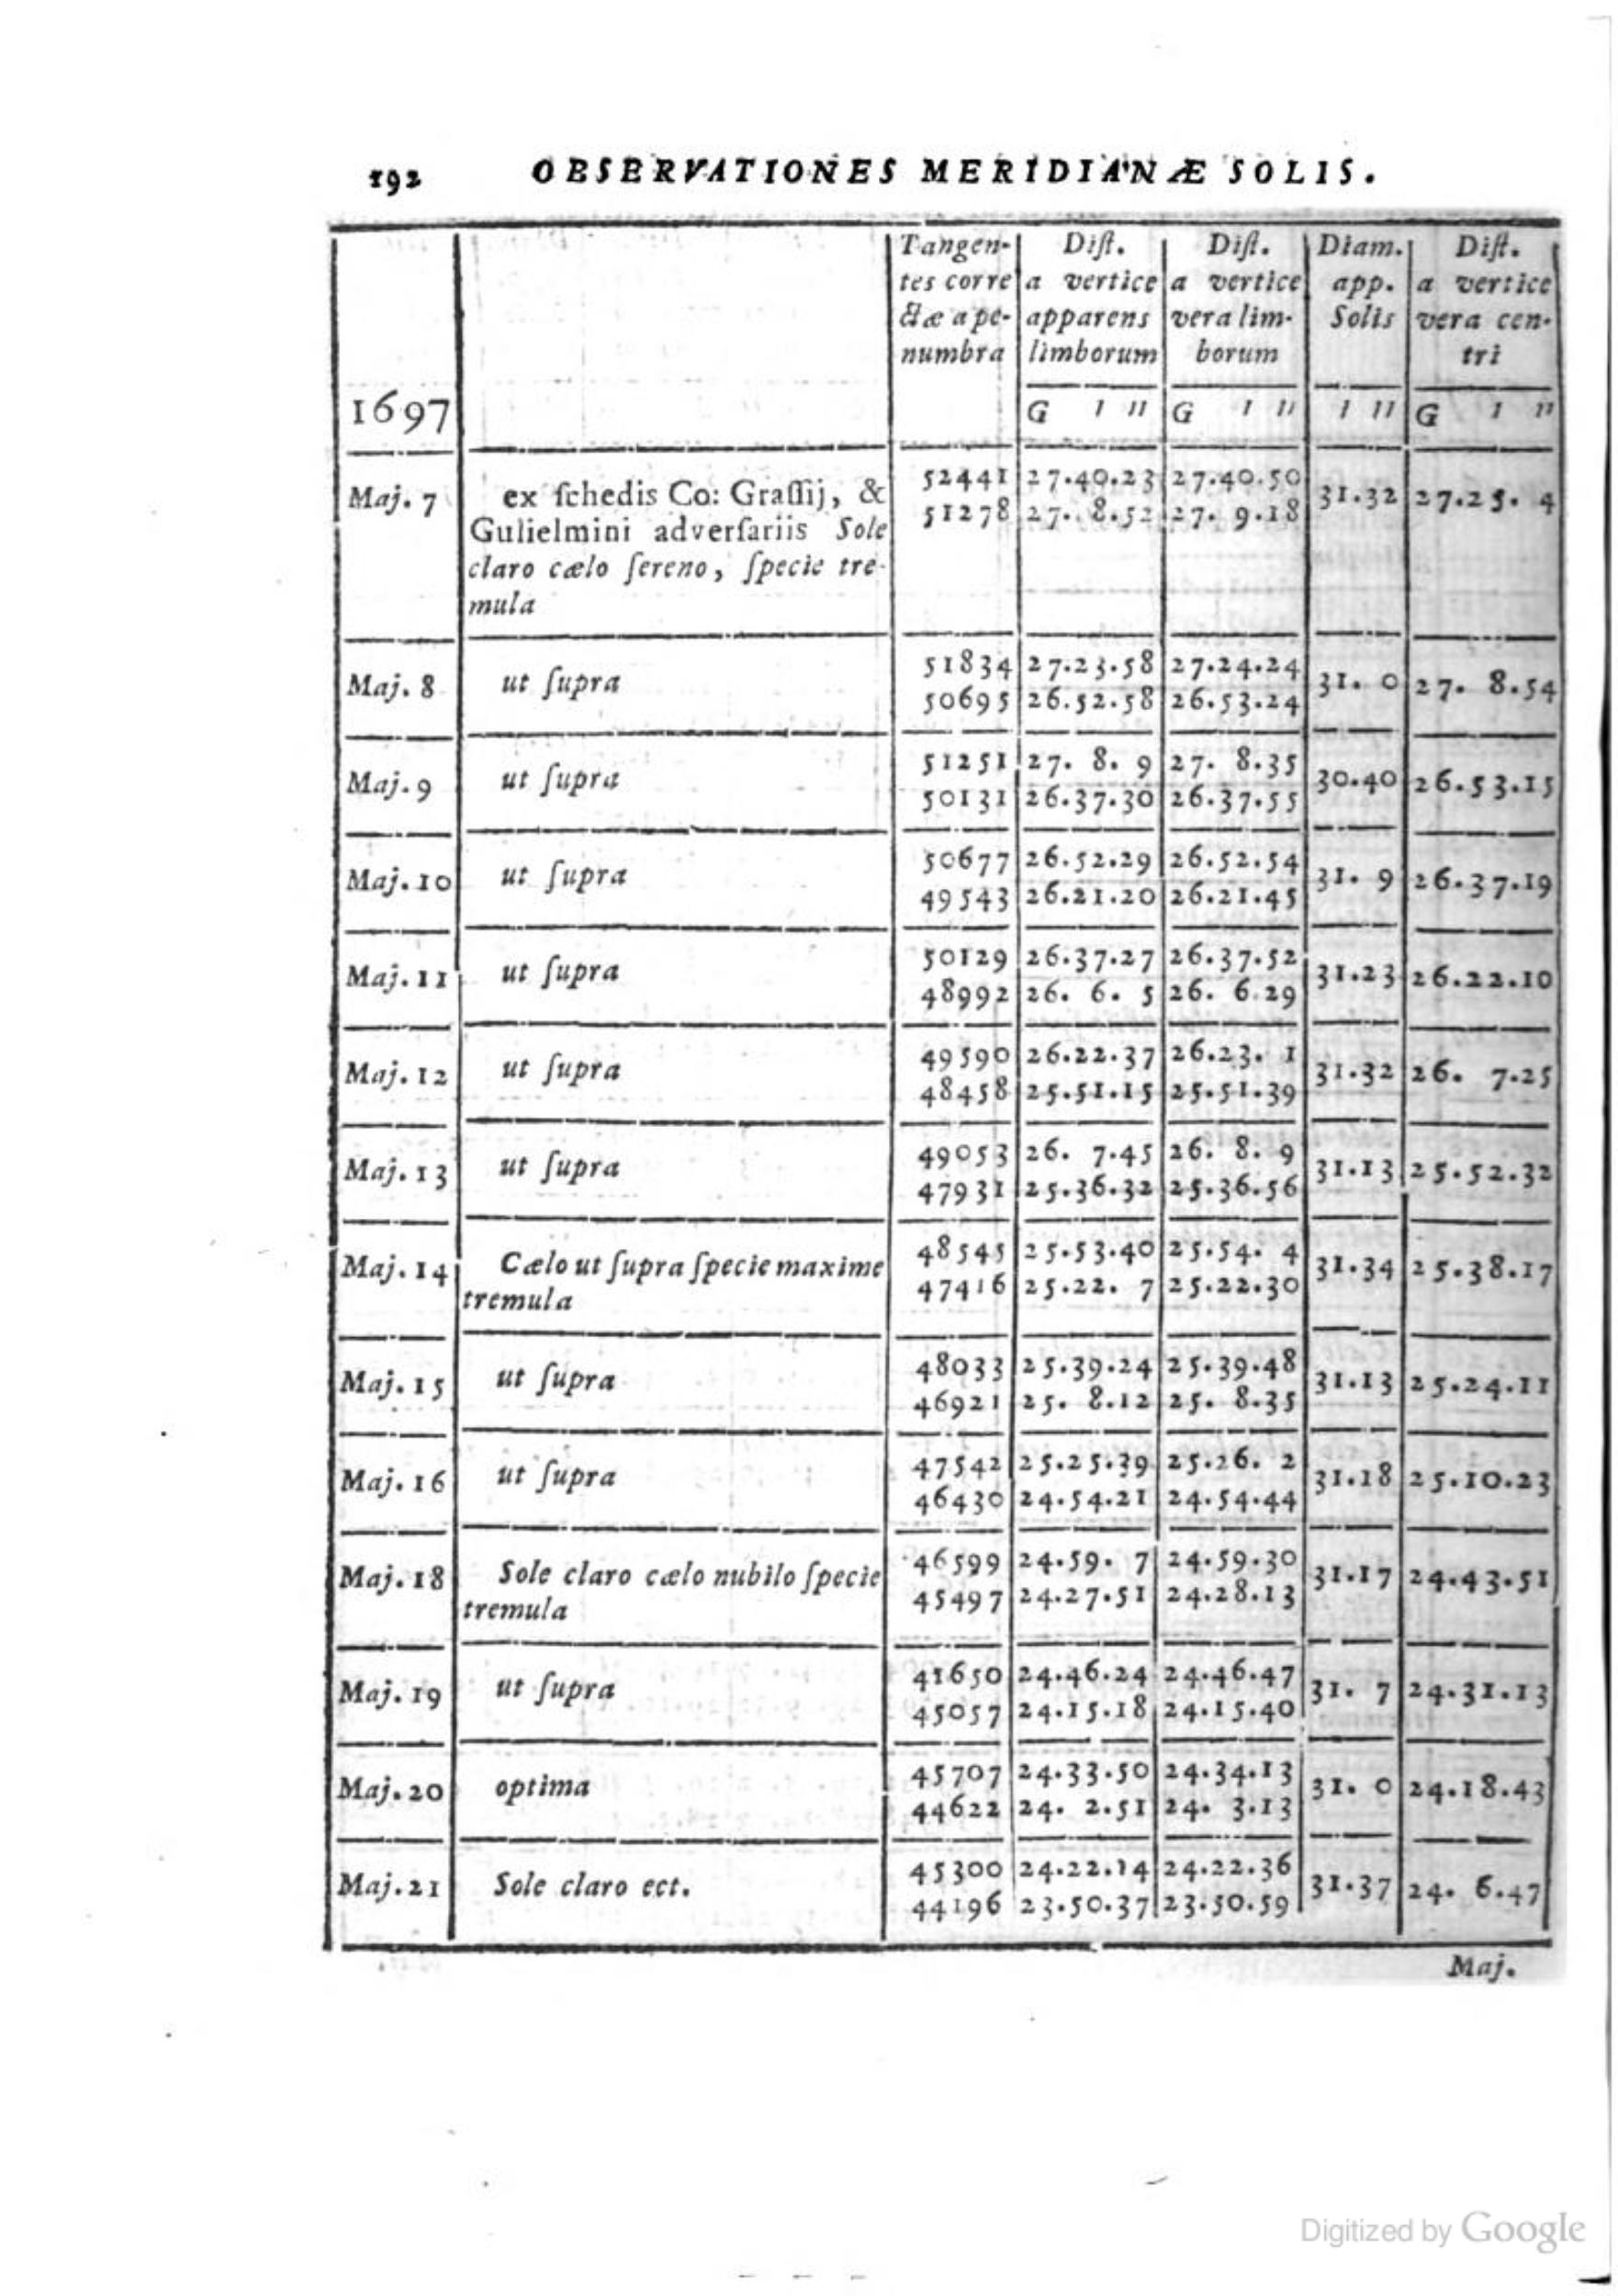 192 OBSERVATIONES MERIDIANÆ SOLIS.
Tangen- Diſt. Diſt. Diam. Diſt.
tes corre a vertice a vertice app. a vertice
ctæ a pe- apparens vera lim- Solis vera cen-
numbra limborum borum tri
1697 G I II G I II I II G I II
52441 27.40.23 27.40.50
Maj. 7 ex ſchedis Co: Graſſij, & 31.32 27.25. 4
51278 27. 8.52 27. 9.18
Gulielmini adverſariis Sole
claro cælo ſereno, ſpecie tre-
mula
51834 27.23.58 27.24.24
Maj. 8 ut ſupra 31. 0 27. 8.54
50695 26.52.58 26.53.24
51251 27. 8. 9 27. 8.35
Maj. 9 ut ſupra 30.40 26.53.15
50131 26.37.30 26.37.55
50677 26.52.29 26.52.54
Maj. 10 ut ſupra 31. 9 26.37.19
49543 26.21.20 26.21.45
50129 26.37.27 26.37.52
Maj. 11 ut ſupra 31.23 26.22.10
48992 26. 6. 5 26. 6.29
49590 26.22.37 26.23. 1
Maj. 12 ut ſupra 31.32 26. 7.25
48458 25.51.15 25.51.39
49053 26. 7.45 26. 8. 9
Maj. 13 ut ſupra 31.13 25.52.32
47931 25.36.32 25.36.56
48545 25.53.40 25.54. 4
Maj. 14 Cælo ut ſupra ſpecie maxime 31.34 25.38.17
47416 25.22. 7 25.22.30
tremula
48033 25.39.24 25.39.48
Maj. 15 ut ſupra 31.13 25.24.11
46921 25. 8.12 25. 8.35
47542 25.25.39 25.26. 2
Maj. 16 ut ſupra 31.18 25.10.23
46430 24.54.21 24.54.44
46599 24.59. 7 24.59.30
Maj. 18 Sole claro cælo nubilo ſpecie 31.17 24.43.51
45497 24.27.51 24.28.13
tremula
41650 24.46.24 24.46.47
Maj. 19 ut ſupra 31. 7 24.31.13
45057 24.15.18 24.15.40
45707 24.33.50 24.34.13
Maj. 20 optima 31. 0 24.18.43
44622 24. 2.51 24. 3.13
45300 24.22.14 24.22.36
Maj. 21 Sole claro ect. 31.37 24. 6.47
44196 23.50.37 23.50.59
Maj.
Digitized by Google